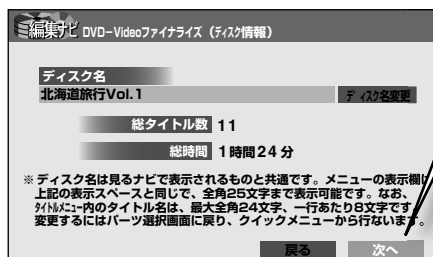 編集ナビ DVD-Videoファイナライズ（ディスク情報）
ディスク名
北海道旅行Vol.1 ディスク名変更
総タイトル数 11
総時間 1時間24分
※ディスク名は見るナビで表示されるものと共通です。メニューの表示欄は
上記の表示スペースと同じで、全角25文字まで表示可能です。なお、
タイトルメニュー内のタイトル名は、最大全角24文字、一行あたり8文字です。
変更するにはパーツ選択画面に戻り、クイックメニューから行ないます。
戻る 次へ